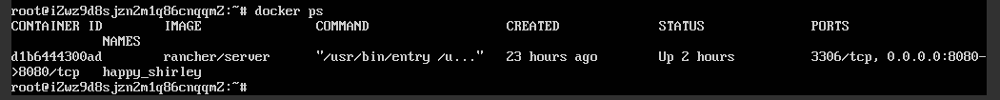 root@iZwz9d8sjzn2m1q86cnqqmZ:~# docker ps
CONTAINER ID        IMAGE               COMMAND                  CREATED             STATUS              PORTS
            NAMES
d1b6444300ad        rancher/server      "/usr/bin/entry /u..."   23 hours ago        Up 2 hours          3306/tcp, 0.0.0.0:8080-
>8080/tcp   happy_shirley
root@iZwz9d8sjzn2m1q86cnqqmZ:~#